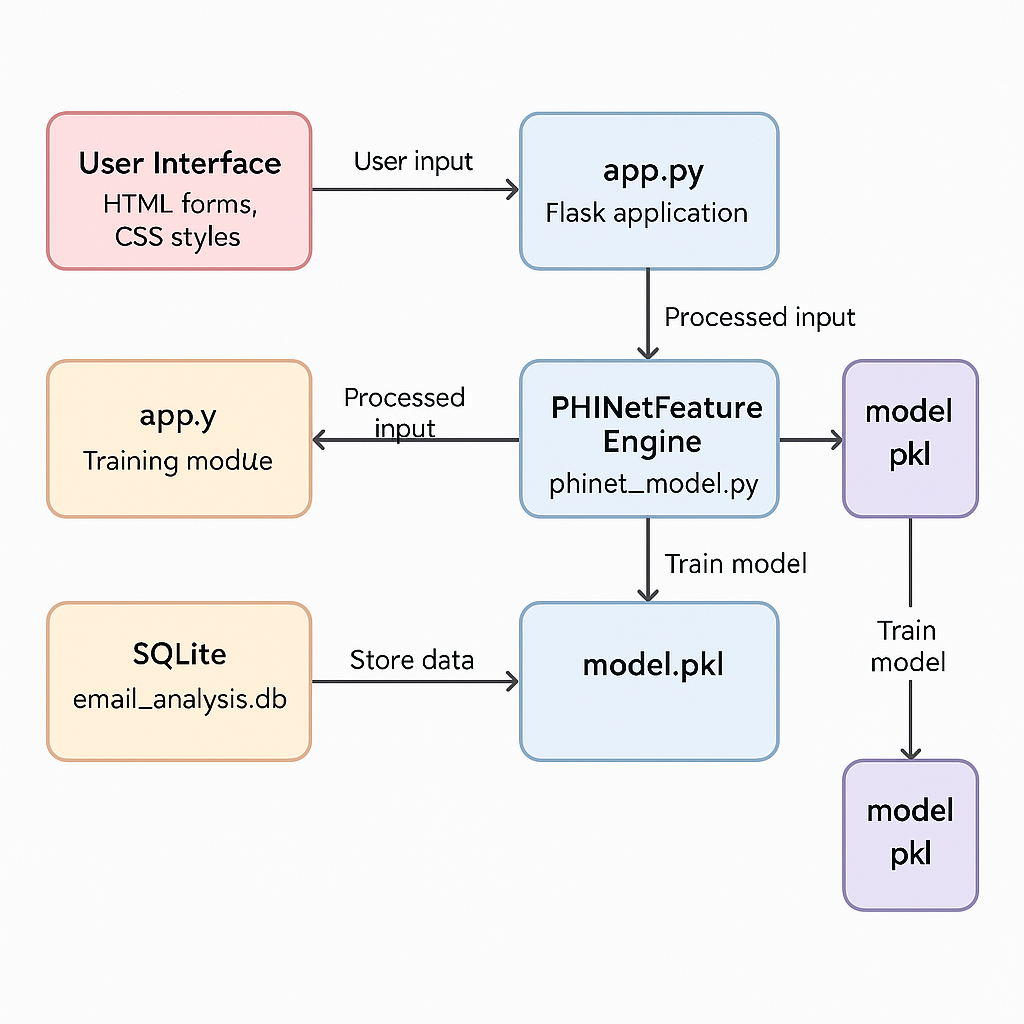 User Interface
HTML forms,
CSS styles
User input
app.py
Flask application
Processed input
app.y
Training modue
Processed
input
PHINetFeature
Engine
phinet_model.py
model
pkl
Train model
SQLite
email_analysis.db
Store data
model.pkl
Train
model
model
pkl